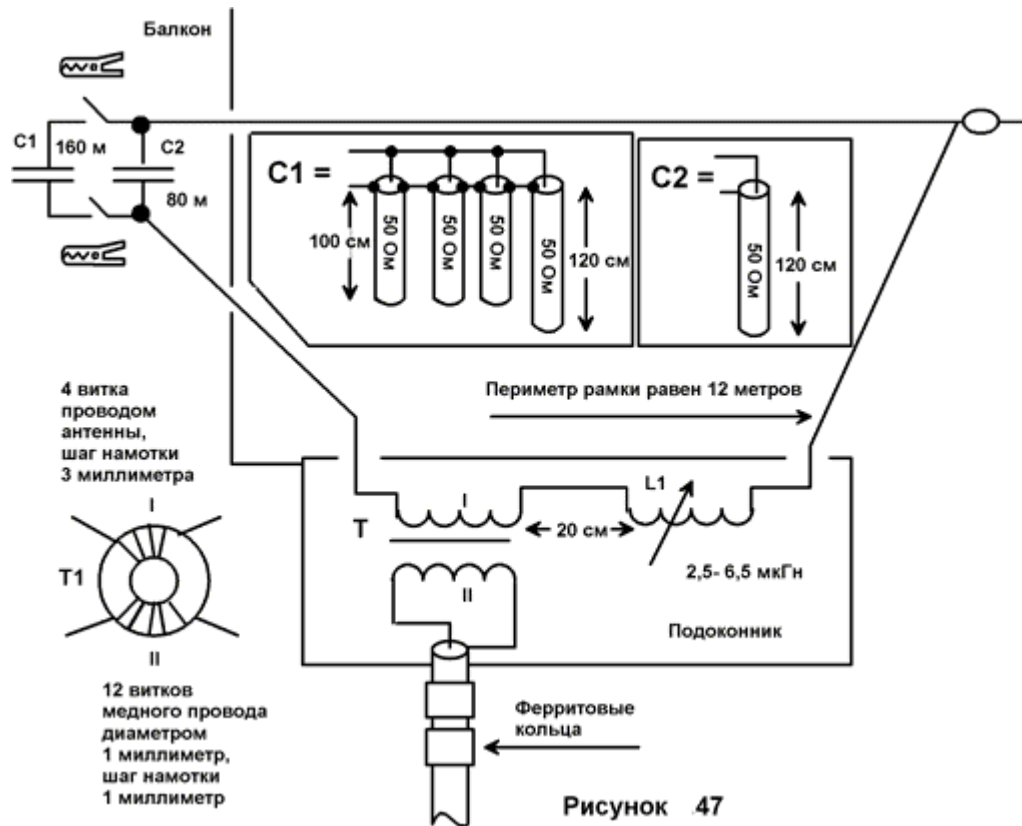 Балкон
C1
160 м
C2
80 м
C1 =
100 см
50 Ом
50 Ом
50 Ом
50 Ом
120 см
C2 =
50 Ом
120 см
Периметр рамки равен 12 метров
4 витка
проводом
антенны,
шаг намотки
3 миллиметра
I
T1
II
12 витков
медного провода
диаметром
1 миллиметр,
шаг намотки
1 миллиметр
T
I
20 см
L1
2,5- 6,5 мкГн
II
Подоконник
Ферритовые
кольца
Рисунок .47